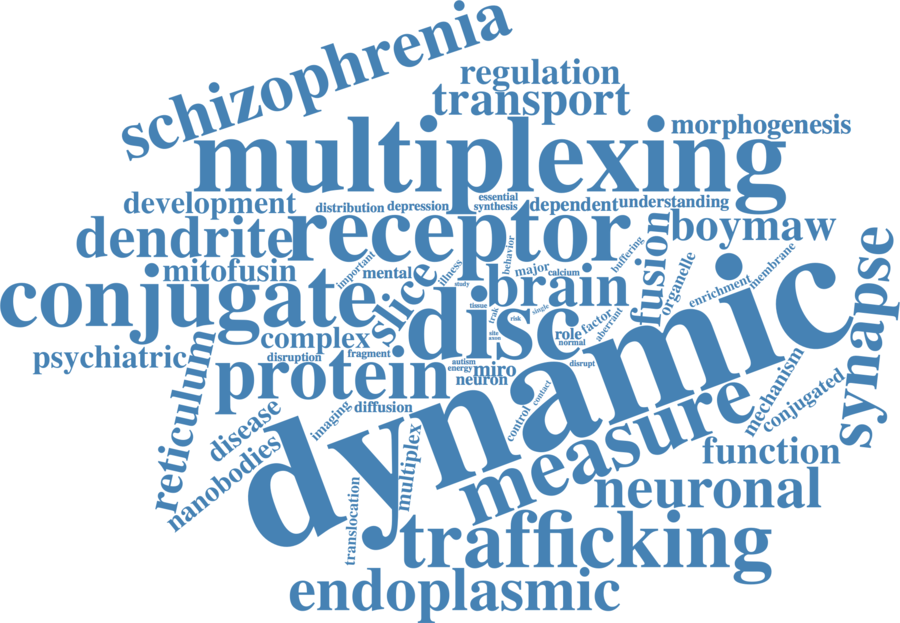 schizophrenia
regulation
transport
multiplexing
morphogenesis
development
distribution
depression
essential
synthesis
dependent
understanding
dendrite
receptor
boymaw
mitofusin
important
mental
slice
illness
behavior
major
calcium
buffering
fusion
organelle
enrichment
membrane
synapse
conjugate
study
brain
disc
tissue
trak
risk
single
site
axon
role
factor
normal
aberrant
dynamic
complex
psychiatric
disruption
fragment
protein
autism
energy
miro
neuron
disrupt
reticulum
disease
nanobodies
imaging
diffusion
multiplex
translocation
control
contact
measure
mechanism
conjugated
function
neuronal
trafficking
endoplasmic